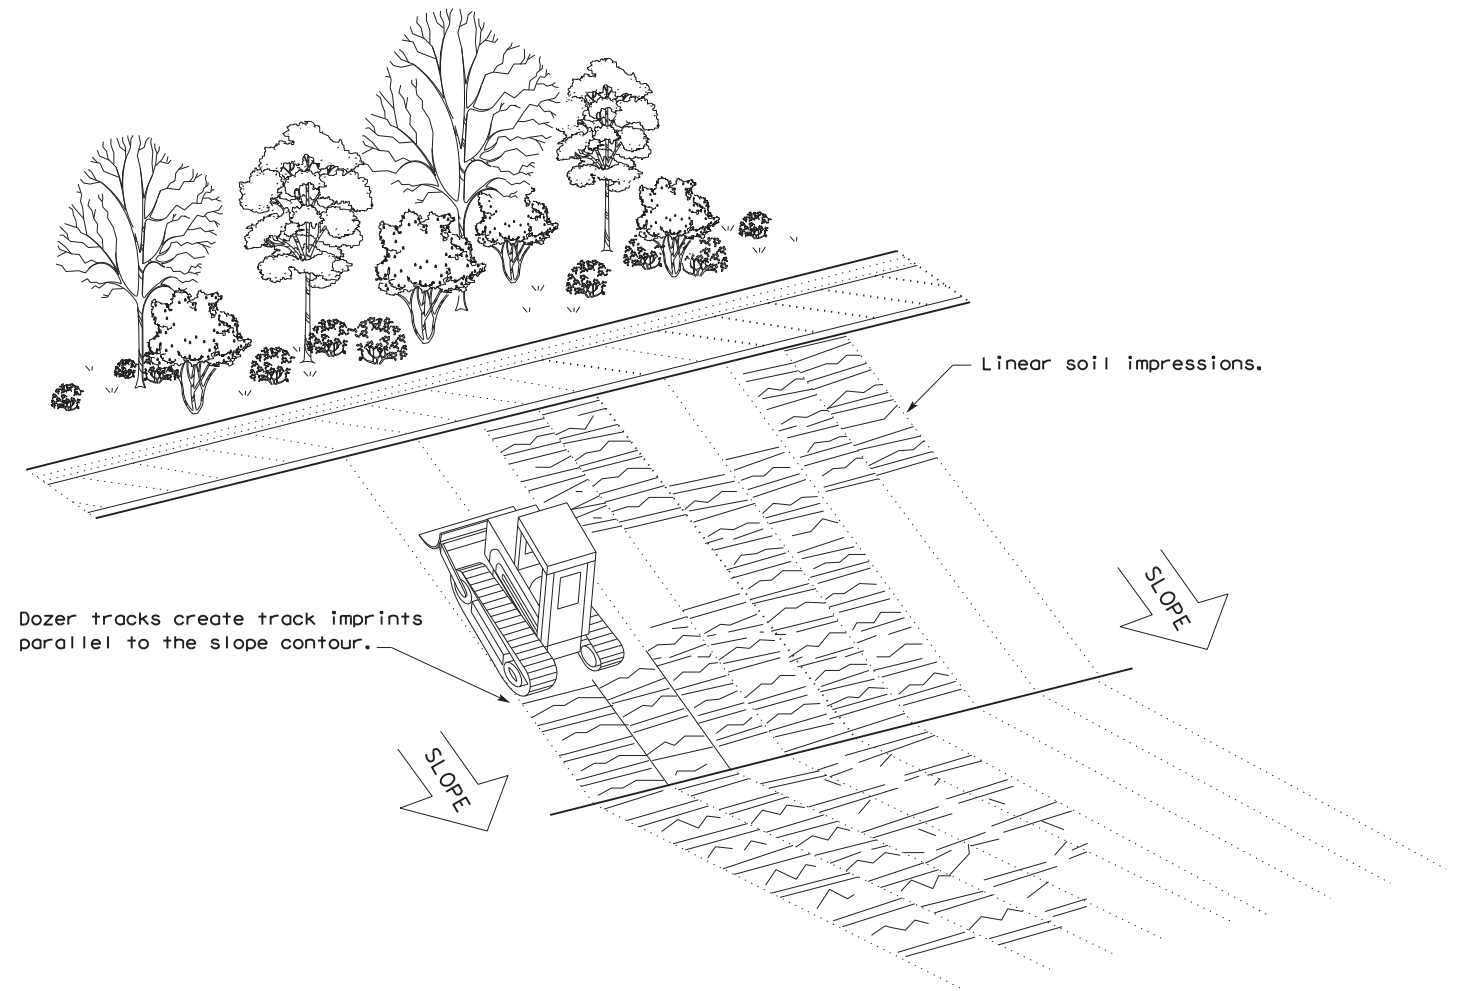 Linear soil impressions.
SLOPE
Dozer tracks create track imprints
parallel to the slope contour.
SLOPE